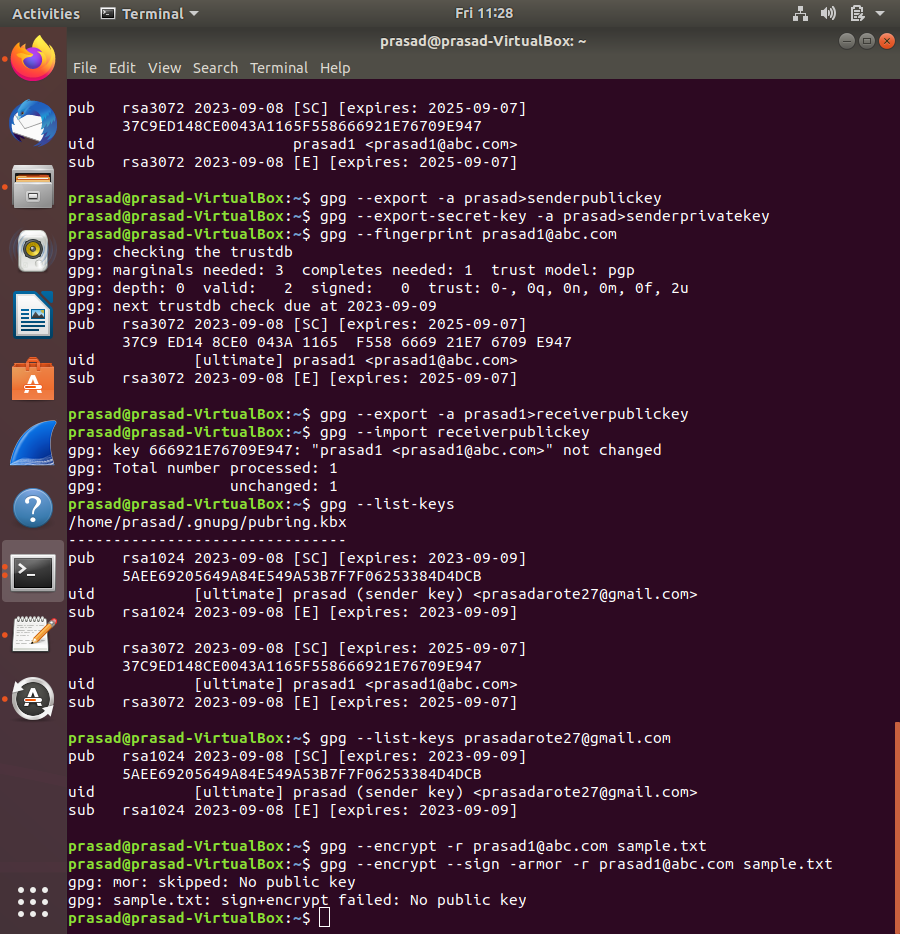 Activities Terminal Fri 11:28
prasad@prasad-VirtualBox: ~
File Edit View Search Terminal Help
pub   rsa3072 2023-09-08 [SC] [expires: 2025-09-07]
      37C9ED148CE0043A1165F558666921E76709E947
uid                      prasad1 <prasad1@abc.com>
sub   rsa3072 2023-09-08 [E] [expires: 2025-09-07]
prasad@prasad-VirtualBox:~$ gpg --export -a prasad>senderpublickey
prasad@prasad-VirtualBox:~$ gpg --export-secret-key -a prasad>senderprivatekey
prasad@prasad-VirtualBox:~$ gpg --fingerprint prasad1@abc.com
gpg: checking the trustdb
gpg: marginals needed: 3  completes needed: 1  trust model: pgp
gpg: depth: 0  valid:   2  signed:   0  trust: 0-, 0q, 0n, 0m, 0f, 2u
gpg: next trustdb check due at 2023-09-09
pub   rsa3072 2023-09-08 [SC] [expires: 2025-09-07]
      37C9 ED14 8CE0 043A 1165  F558 6669 21E7 6709 E947
uid           [ultimate] prasad1 <prasad1@abc.com>
sub   rsa3072 2023-09-08 [E] [expires: 2025-09-07]
prasad@prasad-VirtualBox:~$ gpg --export -a prasad1>receiverpublickey
prasad@prasad-VirtualBox:~$ gpg --import receiverpublickey
gpg: key 666921E76709E947: "prasad1 <prasad1@abc.com>" not changed
gpg: Total number processed: 1
gpg:              unchanged: 1
prasad@prasad-VirtualBox:~$ gpg --list-keys
/home/prasad/.gnupg/pubring.kbx
-------------------------------
pub   rsa1024 2023-09-08 [SC] [expires: 2023-09-09]
      5AEE69205649A84E549A53B7F7F06253384D4DCB
uid           [ultimate] prasad (sender key) <prasadarote27@gmail.com>
sub   rsa1024 2023-09-08 [E] [expires: 2023-09-09]
pub   rsa3072 2023-09-08 [SC] [expires: 2025-09-07]
      37C9ED148CE0043A1165F558666921E76709E947
uid           [ultimate] prasad1 <prasad1@abc.com>
sub   rsa3072 2023-09-08 [E] [expires: 2025-09-07]
prasad@prasad-VirtualBox:~$ gpg --list-keys prasadarote27@gmail.com
pub   rsa1024 2023-09-08 [SC] [expires: 2023-09-09]
      5AEE69205649A84E549A53B7F7F06253384D4DCB
uid           [ultimate] prasad (sender key) <prasadarote27@gmail.com>
sub   rsa1024 2023-09-08 [E] [expires: 2023-09-09]
prasad@prasad-VirtualBox:~$ gpg --encrypt -r prasad1@abc.com sample.txt
prasad@prasad-VirtualBox:~$ gpg --encrypt --sign -armor -r prasad1@abc.com sample.txt
gpg: mor: skipped: No public key
gpg: sample.txt: sign+encrypt failed: No public key
prasad@prasad-VirtualBox:~$